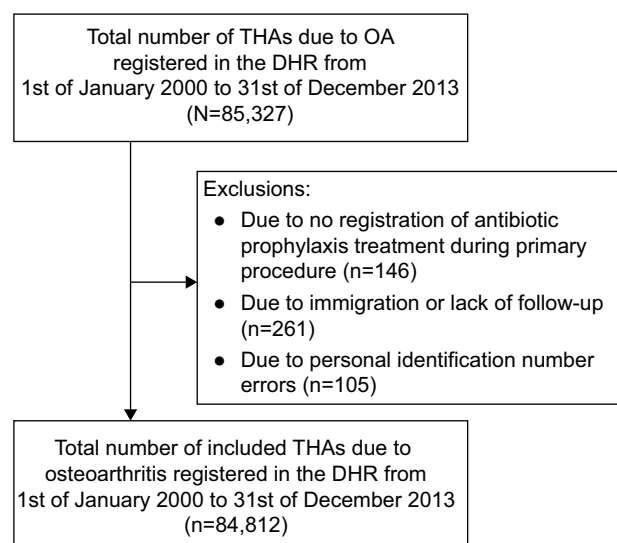 Total number of THAs due to OA
registered in the DHR from
1st of January 2000 to 31st of December 2013
(N=85,327)
Exclusions:
● Due to no registration of antibiotic
prophylaxis treatment during primary
procedure (n=146)
● Due to immigration or lack of follow-up
(n=261)
● Due to personal identification number
errors (n=105)
Total number of included THAs due to
osteoarthritis registered in the DHR from
1st of January 2000 to 31st of December 2013
(n=84,812)